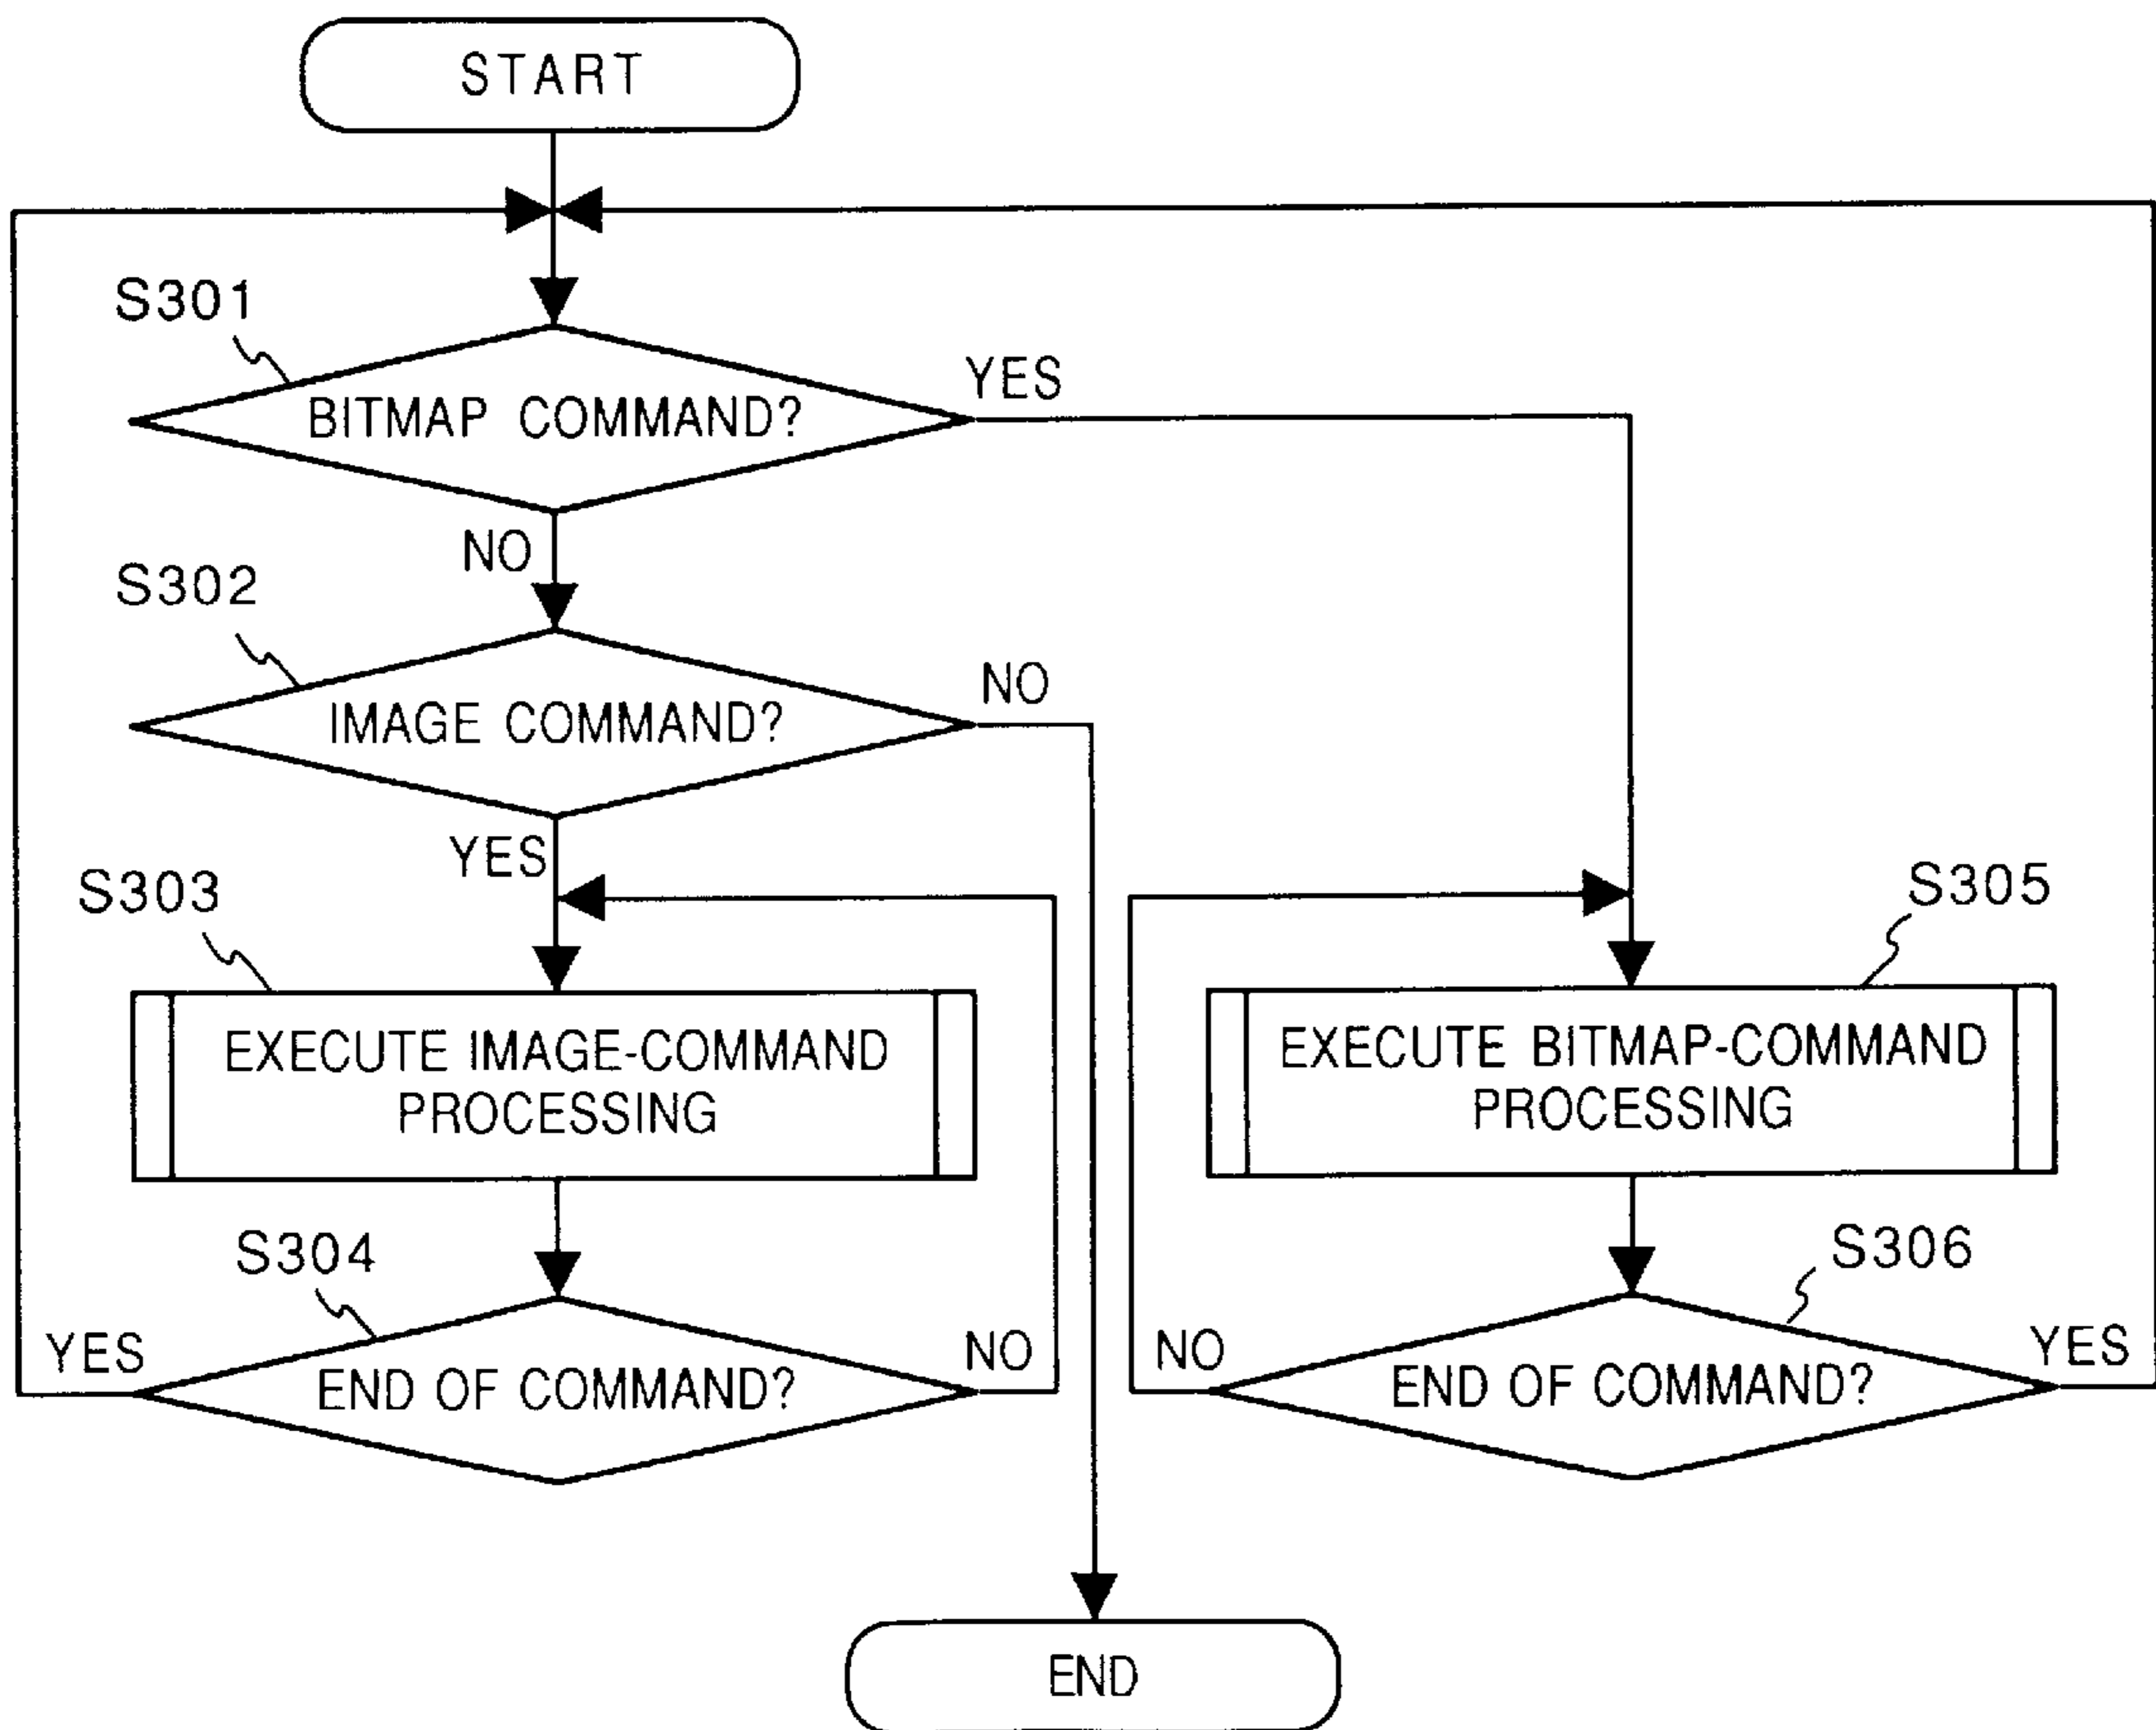 START
S301
BITMAP COMMAND?
YES
NO
S302
IMAGE COMMAND?
NO
YES
S303
EXECUTE IMAGE-COMMAND
PROCESSING
S305
EXECUTE BITMAP-COMMAND
PROCESSING
S304
YES
END OF COMMAND?
NO
S306
NO
END OF COMMAND?
YES
END